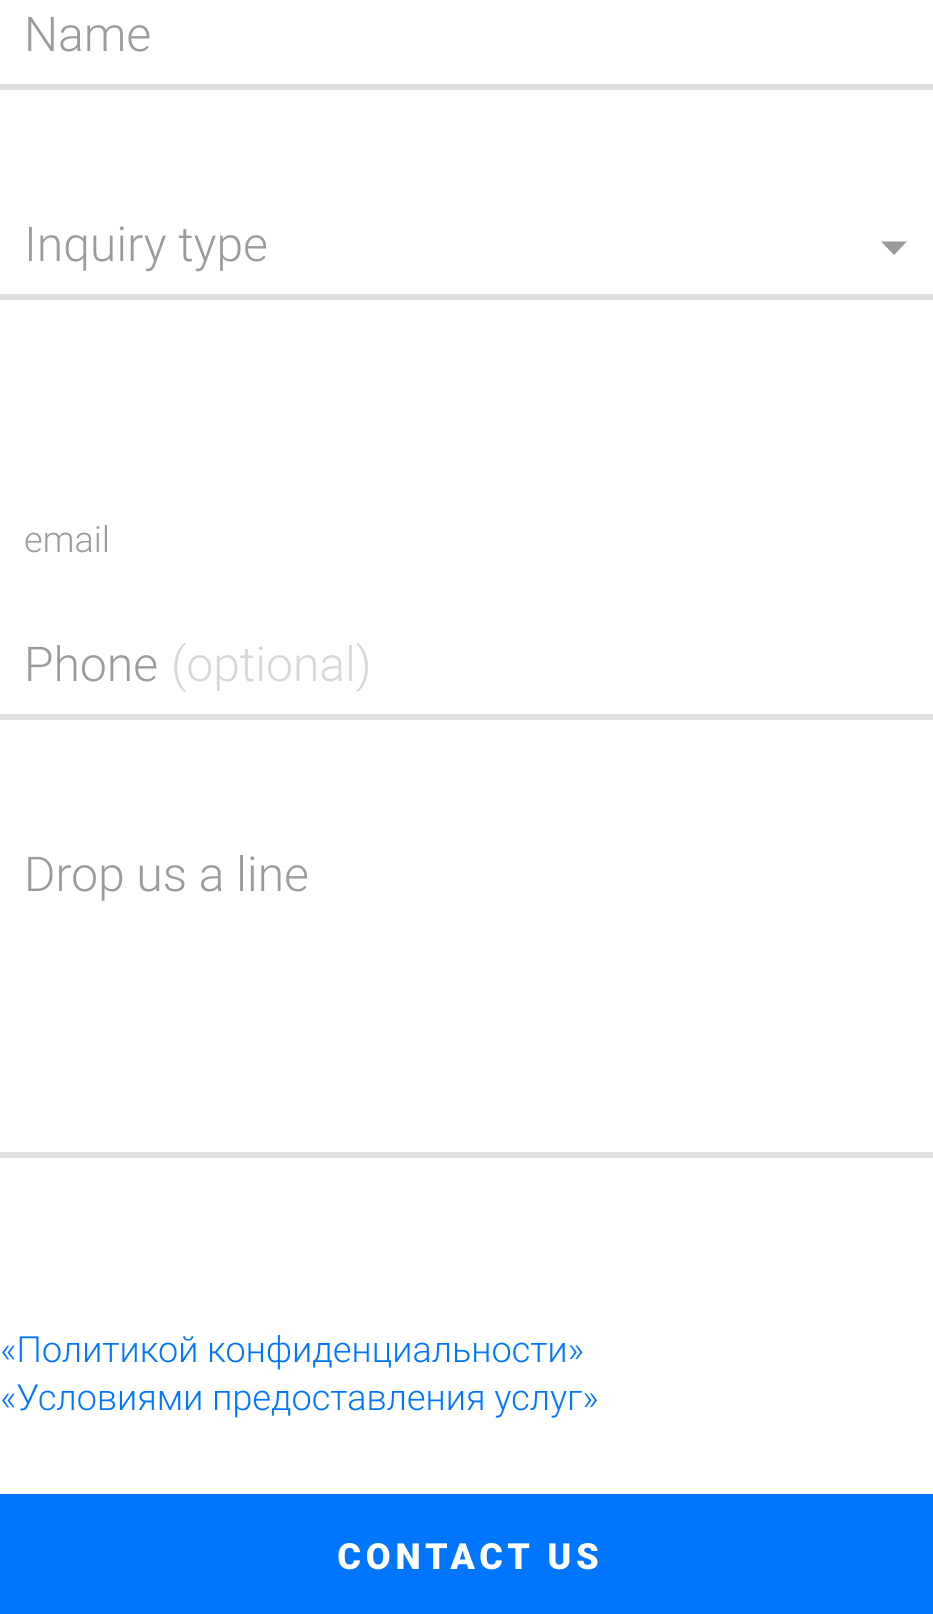 Name
Inquiry type
email
Phone (optional)
Drop us a line
«Политикой конфиденциальности»
«Условиями предоставления услуг»
CONTACT US